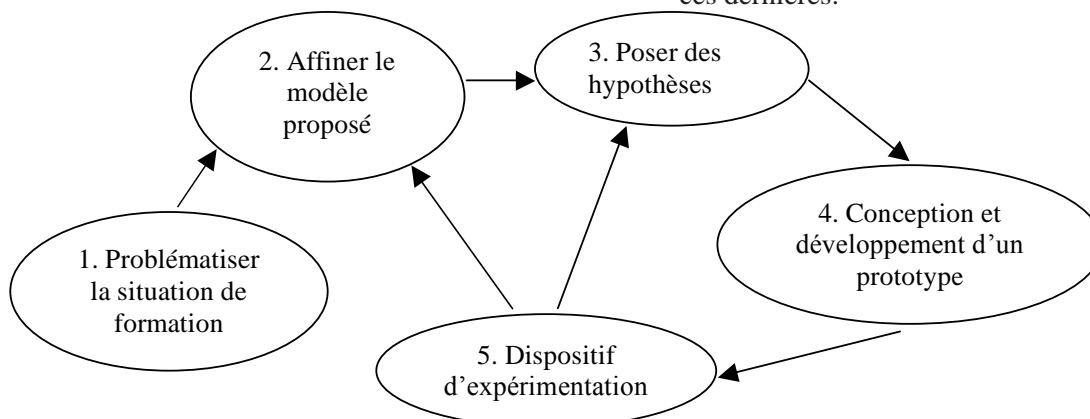 ces dernières.
2. Affiner le
modèle
proposé
3. Poser des
hypothèses
1. Problématiser
la situation de
formation
4. Conception et
développement d'un
prototype
5. Dispositif
d'expérimentation